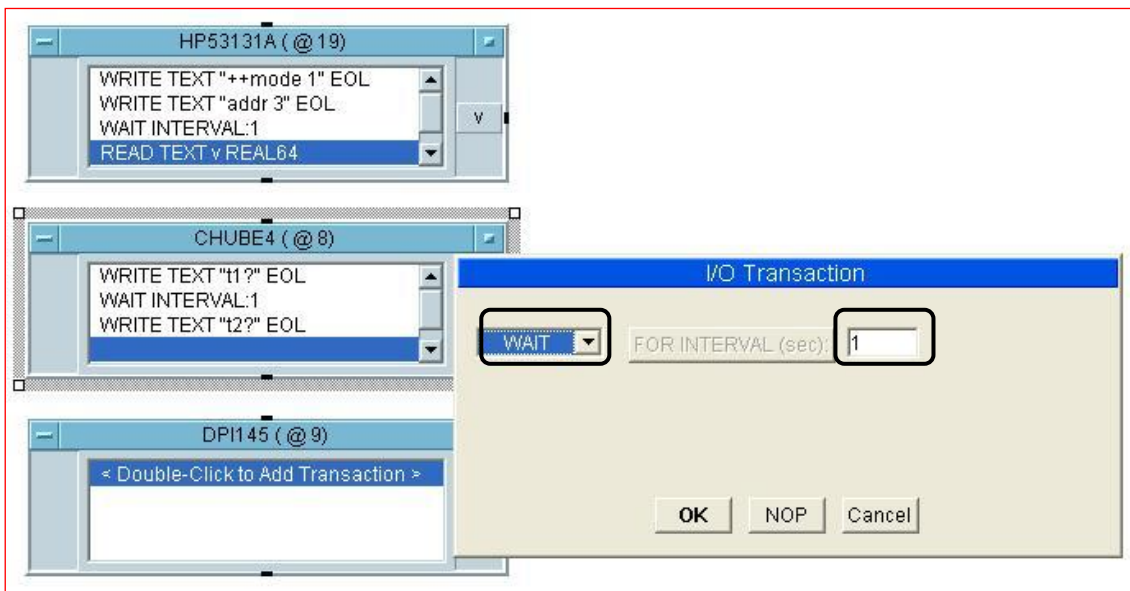 HP53131A ( @ 19)
WRITE TEXT "++mode 1" EOL
WRITE TEXT "addr 3" EOL
WAIT INTERVAL:1
READ TEXT v REAL64
v
CHUBE4 ( @ 8)
WRITE TEXT "t1?" EOL
WAIT INTERVAL:1
WRITE TEXT "t2?" EOL
I/O Transaction
WAIT FOR INTERVAL (sec): 1
OK NOP Cancel
DPI145 ( @ 9)
< Double-Click to Add Transaction >